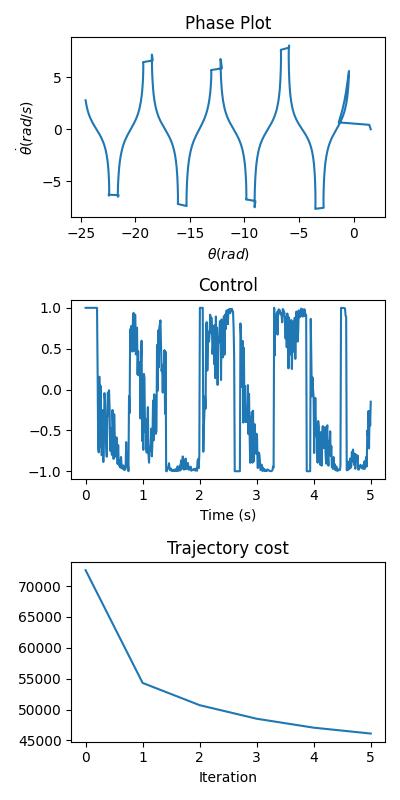 Phase Plot
5
0
−5
θ̇(rad/s)
−25 −20 −15 −10 −5 0
θ(rad)
Control
1.0
0.5
0.0
−0.5
−1.0
0 1 2 3 4 5
Time (s)
Trajectory cost
70000
65000
60000
55000
50000
45000
0 1 2 3 4 5
Iteration